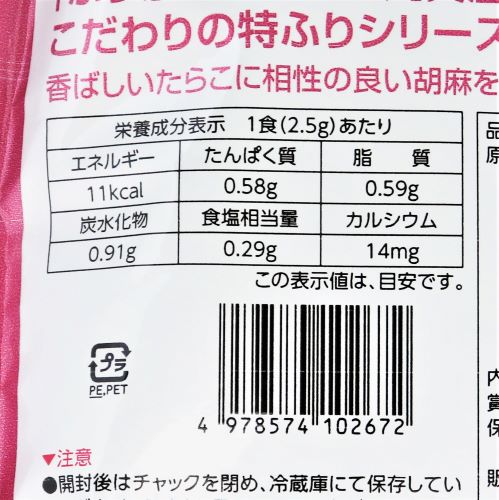 こだわりの特ふりシリーズ
香ばしいたらこに相性の良い胡麻を
栄養成分表示 1食(2.5g)あたり
エネルギー たんぱく質 脂 質
11kcal 0.58g 0.59g
炭水化物 食塩相当量 カルシウム
0.91g 0.29g 14mg
この表示値は、目安です。
プラ
PE,PET
4 978574 102672
▼注意
●開封後はチャックを閉め、冷蔵庫にて保存してい
品
原
内
賞
保
販